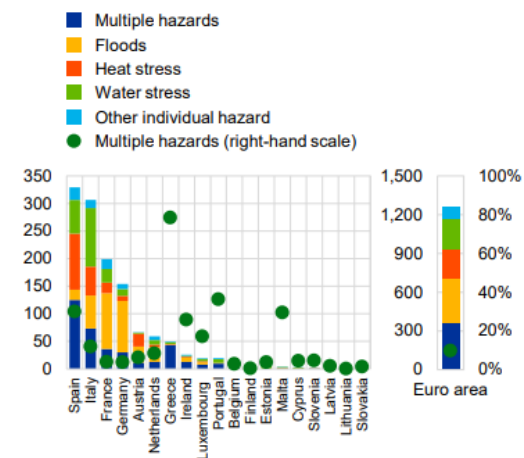 Multiple hazards
Floods
Heat stress
Water stress
Other individual hazard
Multiple hazards (right-hand scale)
350
300
250
200
150
100
50
0
1,500
1,200
900
600
300
0
100%
80%
60%
40%
20%
0%
Spain
Italy
France
Germany
Austria
Netherlands
Greece
Ireland
Luxembourg
Portugal
Belgium
Finland
Estonia
Malta
Cyprus
Slovenia
Latvia
Lithuania
Slovakia
Euro area